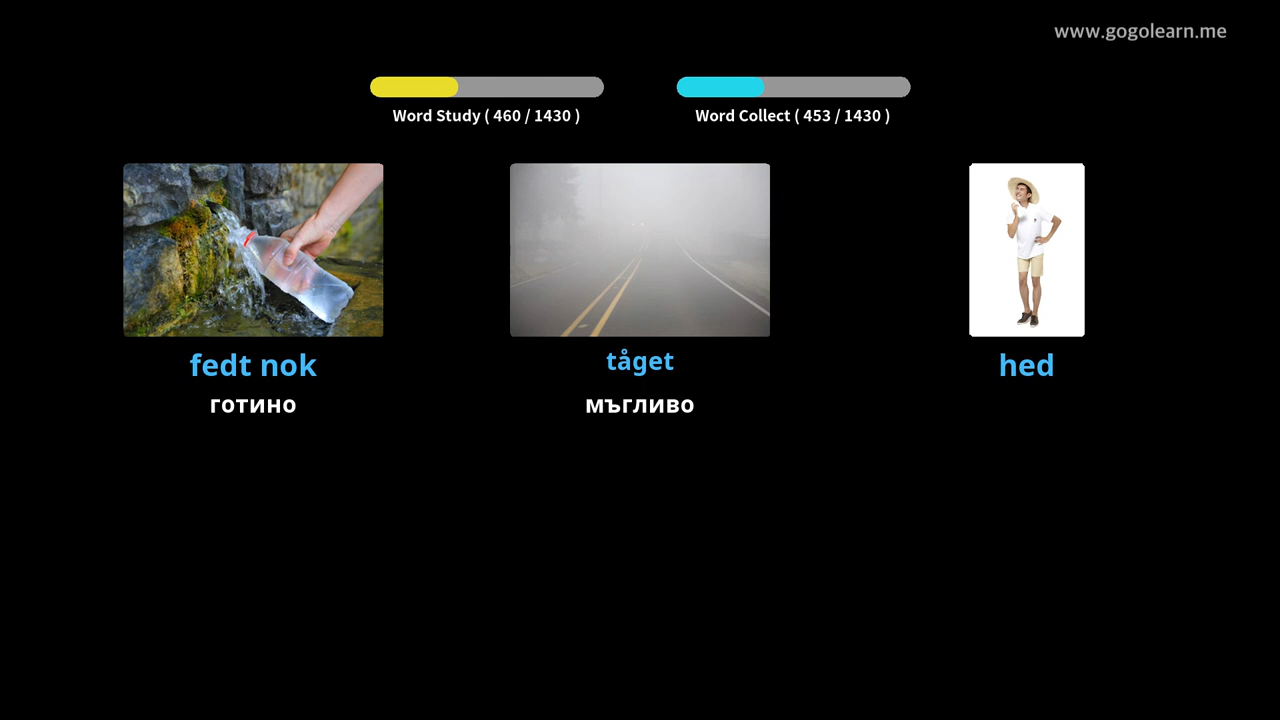 www.gogolearn.me
Word Study ( 460 / 1430 )
Word Collect ( 453 / 1430 )
fedt nok
tåget
hed
готино
мъгливо